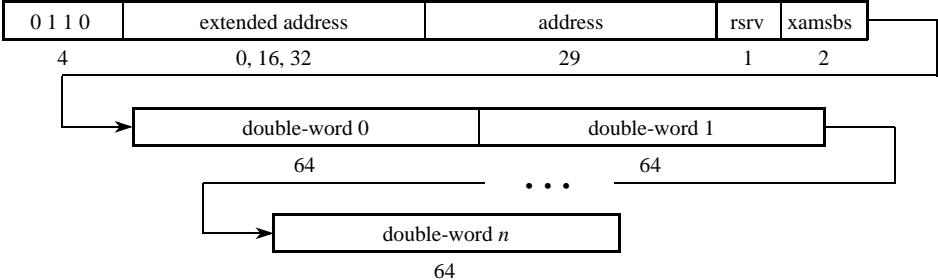 0 1 1 0 extended address address rsrv xamsbs
4 0, 16, 32 29 1 2
double-word 0 double-word 1
64 64
• • •
double-word n
64